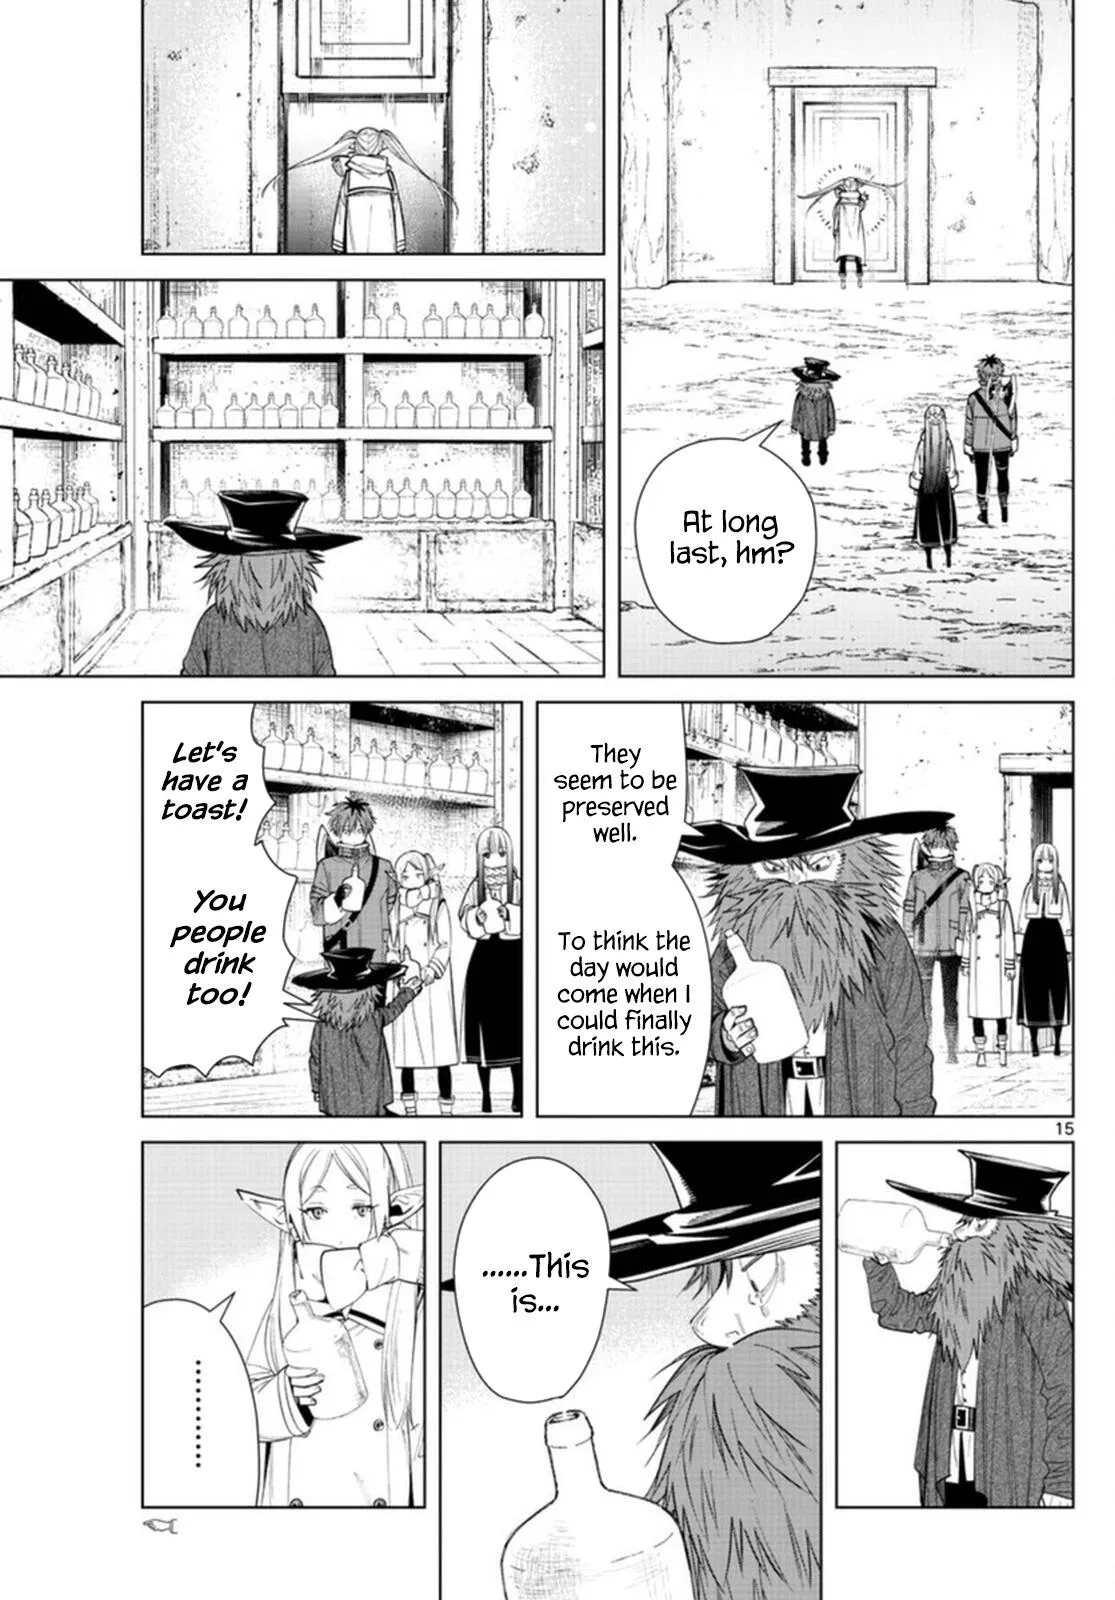 At long
last, hm?
They
seem to be
preserved
well.
To think the
day would
come when I
could finally
drink this.
Let's
have a
toast!
You
people
drink
too!
15
......This
is...
.........